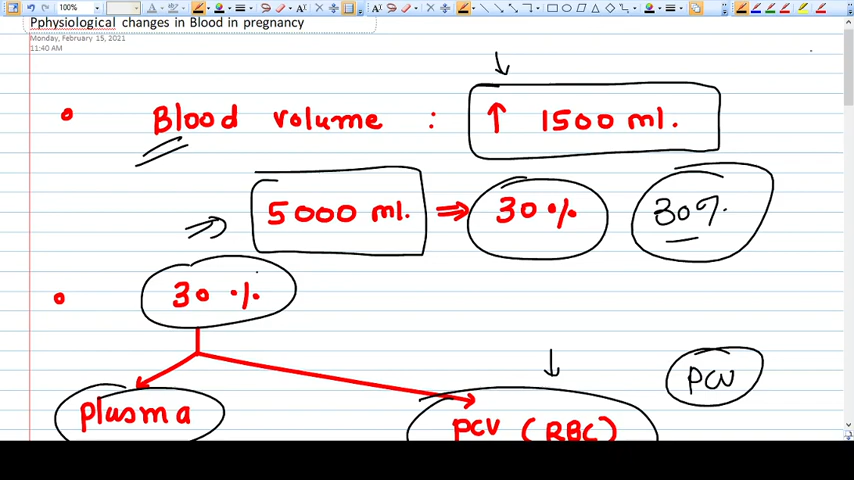 100%
Pphysiological changes in Blood in pregnancy
Monday, February 15, 2021
11:40 AM
• Blood volume : ↑ 1500 ml.
⇒ 5000 ml. ⇒ 30% 30%
• 30%
Plasma PCV (RBC) PCV